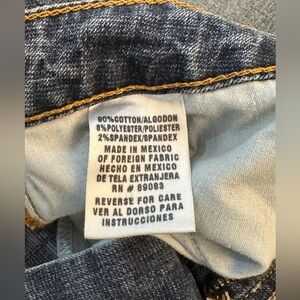 90%COTTON/ALGODON
8%POLYESTER/POLIESTER
2%SPANDEX/SPANDEX
MADE IN MEXICO
OF FOREIGN FABRIC
HECHO EN MEXICO
DE TELA EXTRANJERA
RN # 89083
REVERSE FOR CARE
VER AL DORSO PARA
INSTRUCCIONES